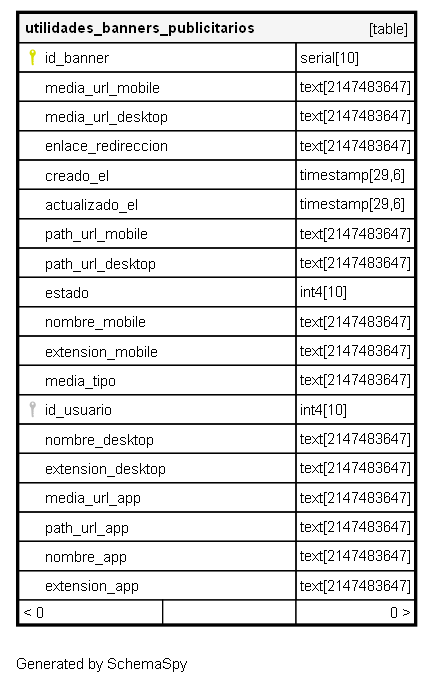 utilidades_banners_publicitarios [table]
id_banner serial[10]
media_url_mobile text[2147483647]
media_url_desktop text[2147483647]
enlace_redireccion text[2147483647]
creado_el timestamp[29,6]
actualizado_el timestamp[29,6]
path_url_mobile text[2147483647]
path_url_desktop text[2147483647]
estado int4[10]
nombre_mobile text[2147483647]
extension_mobile text[2147483647]
media_tipo text[2147483647]
id_usuario int4[10]
nombre_desktop text[2147483647]
extension_desktop text[2147483647]
media_url_app text[2147483647]
path_url_app text[2147483647]
nombre_app text[2147483647]
extension_app text[2147483647]
< 0 0 >
Generated by SchemaSpy